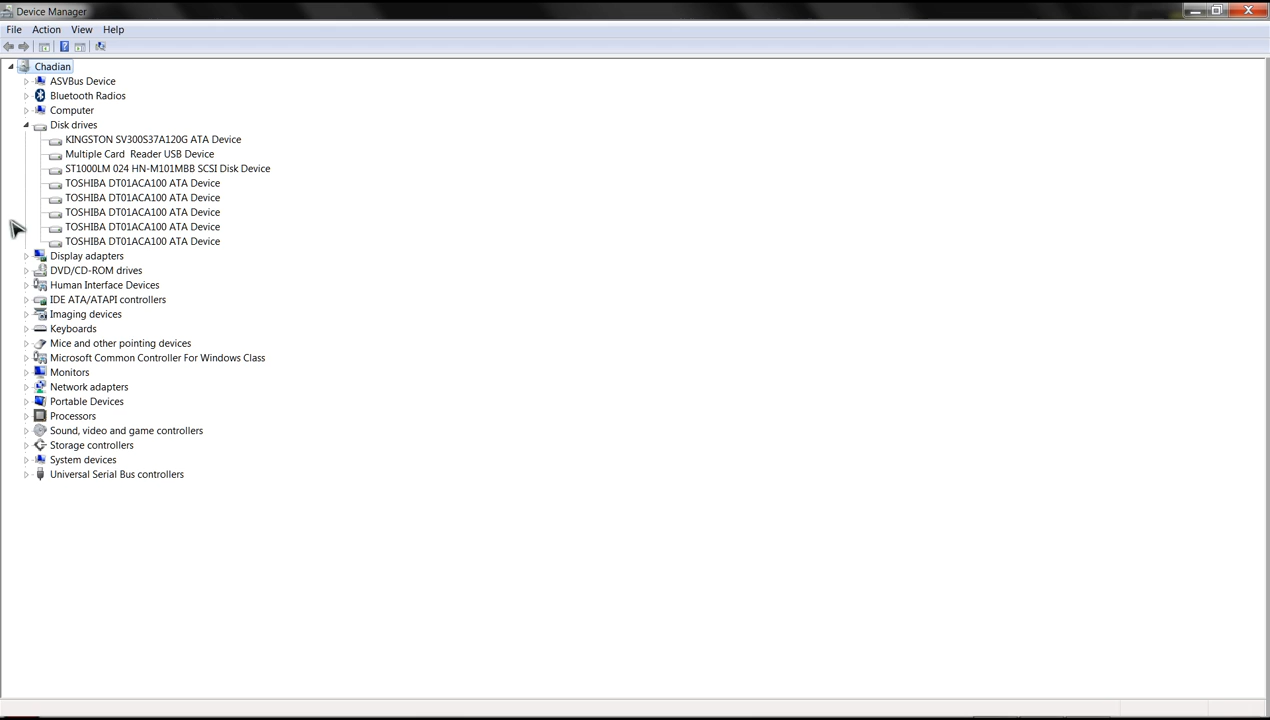 Device Manager
File Action View Help
Chadian
ASVBus Device
Bluetooth Radios
Computer
Disk drives
KINGSTON SV300S37A120G ATA Device
Multiple Card  Reader USB Device
ST1000LM 024 HN-M101MBB SCSI Disk Device
TOSHIBA DT01ACA100 ATA Device
TOSHIBA DT01ACA100 ATA Device
TOSHIBA DT01ACA100 ATA Device
TOSHIBA DT01ACA100 ATA Device
TOSHIBA DT01ACA100 ATA Device
Display adapters
DVD/CD-ROM drives
Human Interface Devices
IDE ATA/ATAPI controllers
Imaging devices
Keyboards
Mice and other pointing devices
Microsoft Common Controller For Windows Class
Monitors
Network adapters
Portable Devices
Processors
Sound, video and game controllers
Storage controllers
System devices
Universal Serial Bus controllers